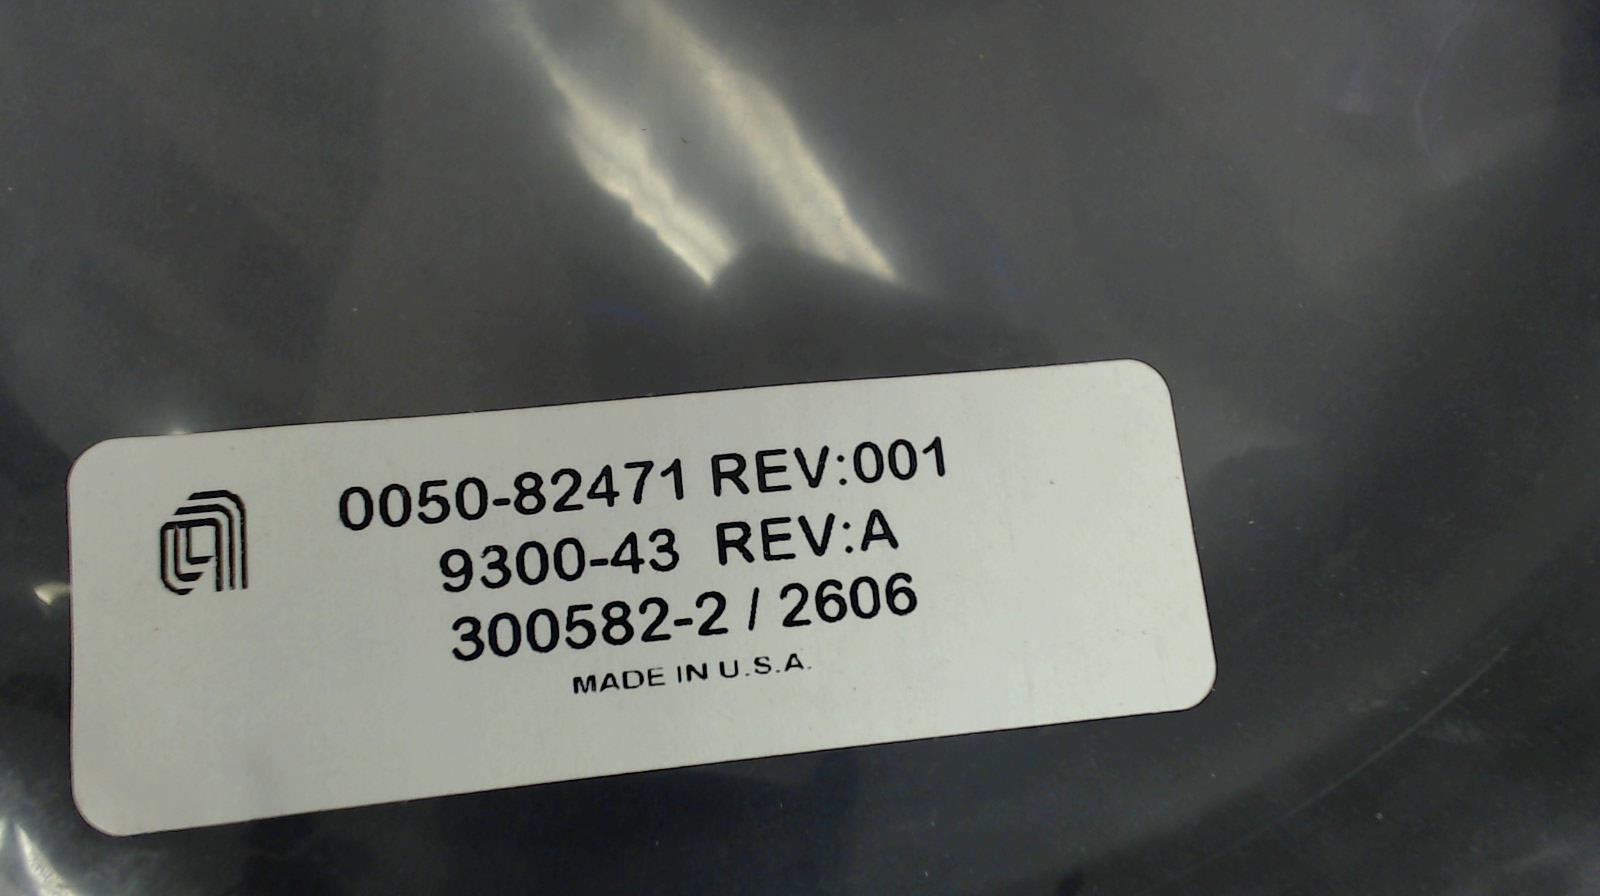 0050-82471 REV:001
9300-43 REV:A
300582-2 / 2606
MADE IN U.S.A.